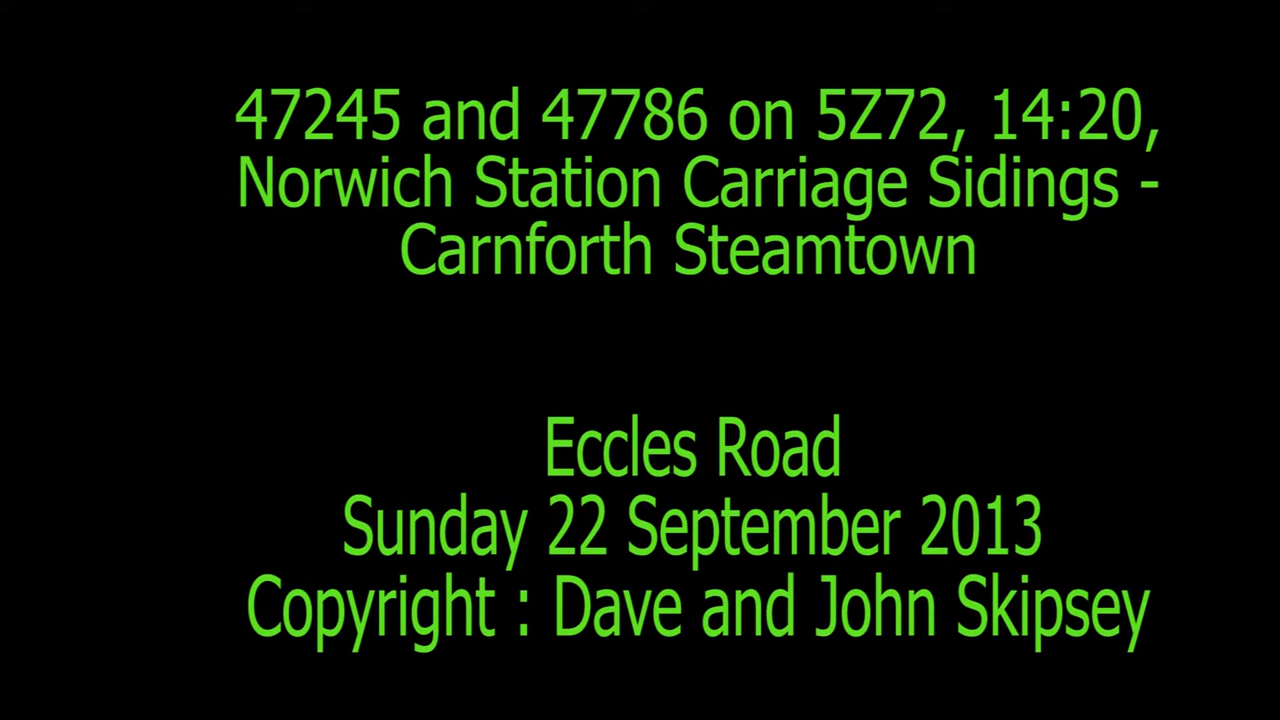 47245 and 47786 on 5Z72, 14:20,
Norwich Station Carriage Sidings -
Carnforth Steamtown
Eccles Road
Sunday 22 September 2013
Copyright : Dave and John Skipsey